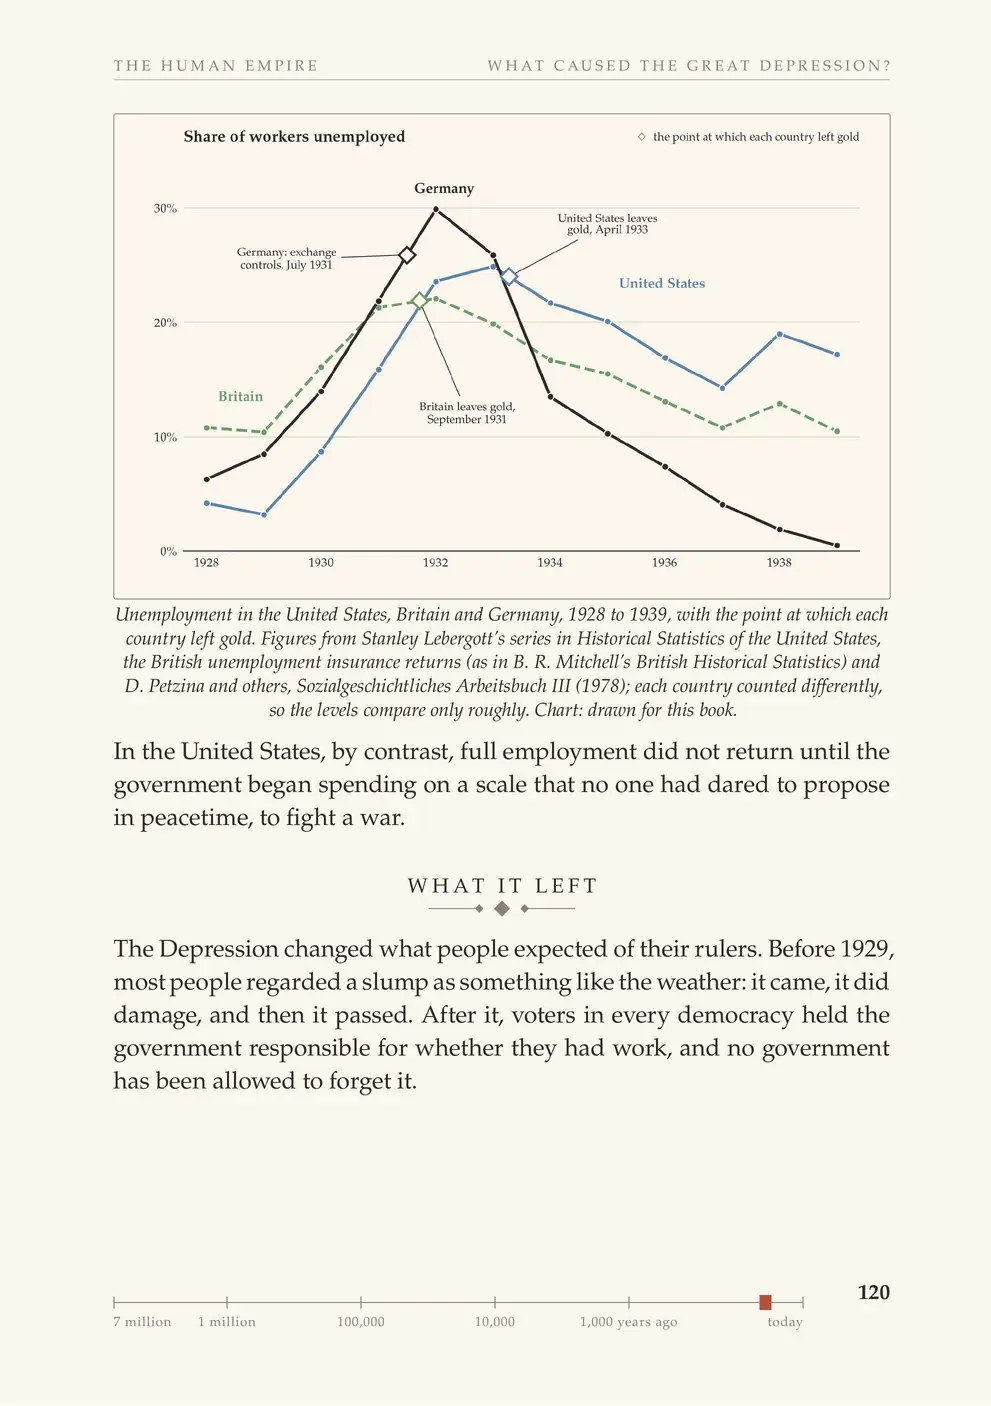 THE HUMAN EMPIRE
WHAT CAUSED THE GREAT DEPRESSION?
Share of workers unemployed
◇ the point at which each country left gold
Germany
30%
United States leaves
gold, April 1933
Germany: exchange
controls, July 1931
United States
20%
Britain
Britain leaves gold,
September 1931
10%
0%
1928 1930 1932 1934 1936 1938
Unemployment in the United States, Britain and Germany, 1928 to 1939, with the point at which each
country left gold. Figures from Stanley Lebergott's series in Historical Statistics of the United States,
the British unemployment insurance returns (as in B. R. Mitchell's British Historical Statistics) and
D. Petzina and others, Sozialgeschichtliches Arbeitsbuch III (1978); each country counted differently,
so the levels compare only roughly. Chart: drawn for this book.
In the United States, by contrast, full employment did not return until the
government began spending on a scale that no one had dared to propose
in peacetime, to fight a war.
WHAT IT LEFT
The Depression changed what people expected of their rulers. Before 1929,
most people regarded a slump as something like the weather: it came, it did
damage, and then it passed. After it, voters in every democracy held the
government responsible for whether they had work, and no government
has been allowed to forget it.
120
7 million 1 million 100,000 10,000 1,000 years ago today